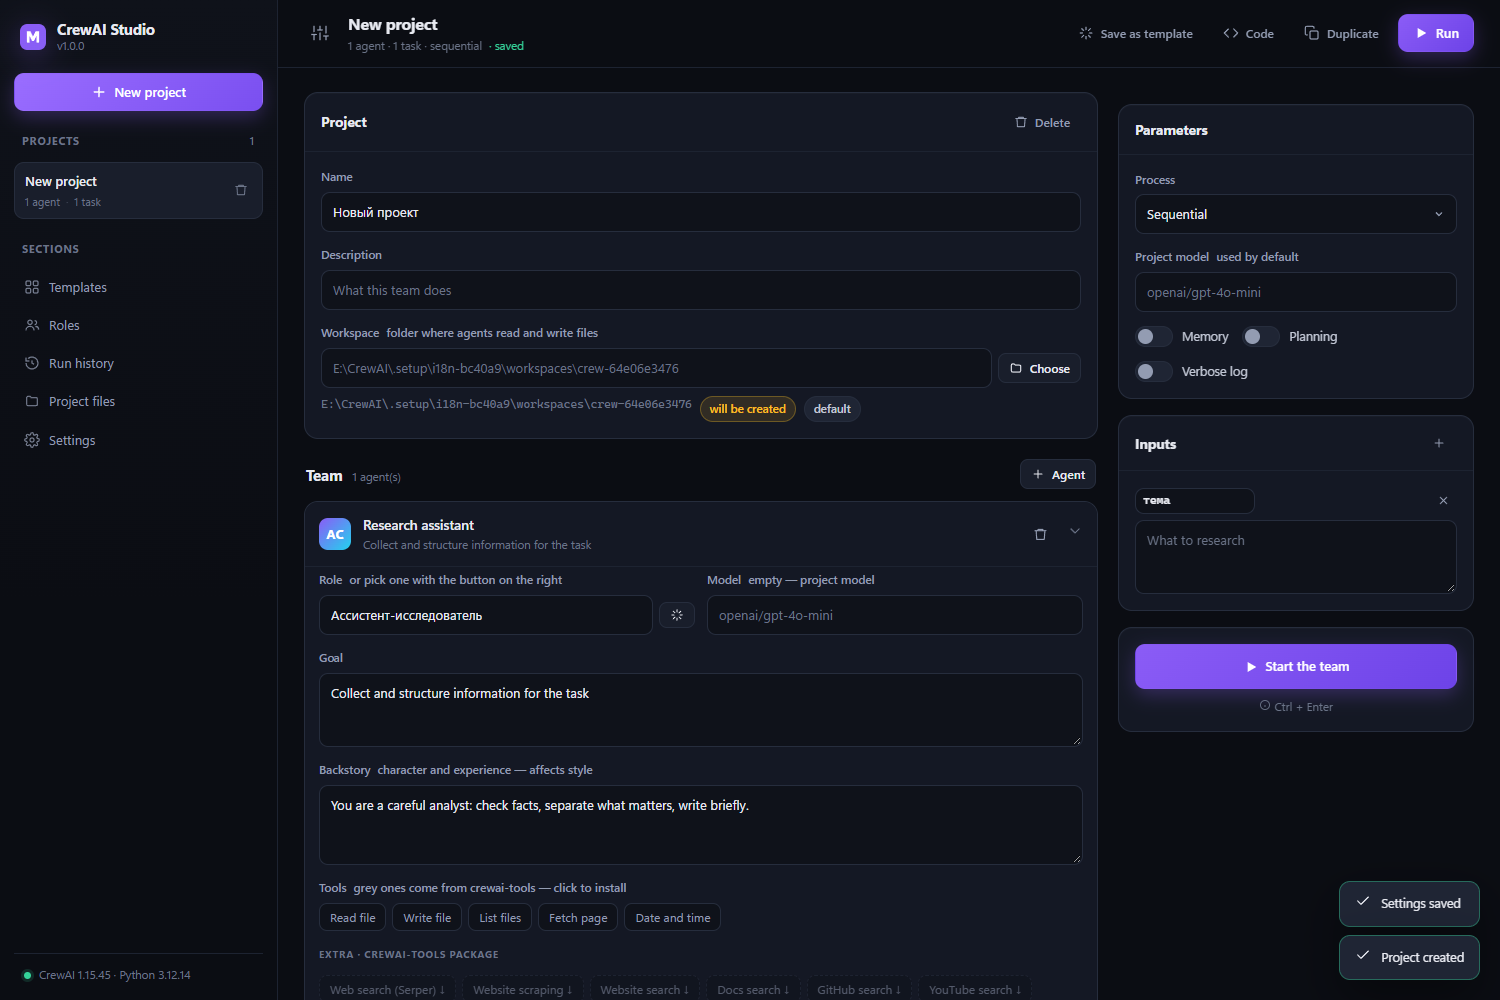 M
CrewAI Studio
v1.0.0
New project
PROJECTS 1
New project
1 agent · 1 task
SECTIONS
Templates
Roles
Run history
Project files
Settings
CrewAI 1.15.45 · Python 3.12.14
New project
1 agent · 1 task · sequential · saved
Save as template
Code
Duplicate
Run
Project
Delete
Name
Новый проект
Description
What this team does
Workspace folder where agents read and write files
E:\CrewAI\.setup\i18n-bc40a9\workspaces\crew-64e06e3476
Choose
E:\CrewAI\.setup\i18n-bc40a9\workspaces\crew-64e06e3476 will be created default
Team 1 agent(s)
Agent
AC
Research assistant
Collect and structure information for the task
Role or pick one with the button on the right
Ассистент-исследователь
Model empty — project model
openai/gpt-4o-mini
Goal
Collect and structure information for the task
Backstory character and experience — affects style
You are a careful analyst: check facts, separate what matters, write briefly.
Tools grey ones come from crewai-tools — click to install
Read file Write file List files Fetch page Date and time
EXTRA · CREWAI-TOOLS PACKAGE
Web search (Serper) ↓ Website scraping ↓ Website search ↓ Docs search ↓ GitHub search ↓ YouTube search ↓
Parameters
Process
Sequential
Project model used by default
openai/gpt-4o-mini
Memory Planning
Verbose log
Inputs
тема
What to research
Start the team
Ctrl + Enter
Settings saved
Project created